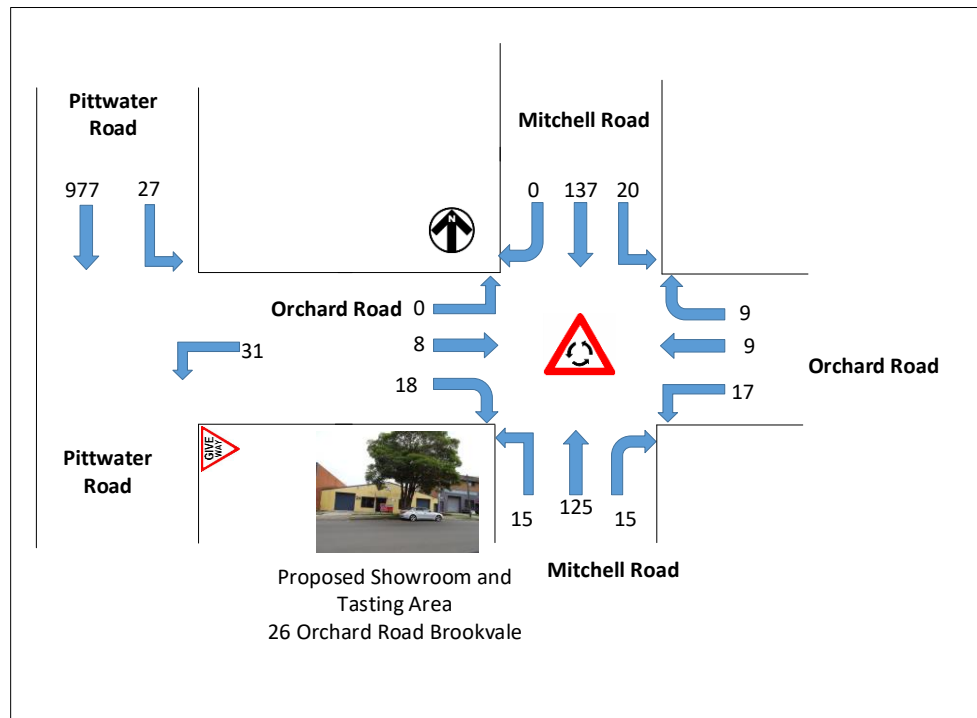 Pittwater
Road
Mitchell Road
977 27
0 137 20
N
Orchard Road 0
9
31
8
9
Orchard Road
18
17
GIVE
WAY
Pittwater
Road
15 125 15
Mitchell Road
Proposed Showroom and
Tasting Area
26 Orchard Road Brookvale